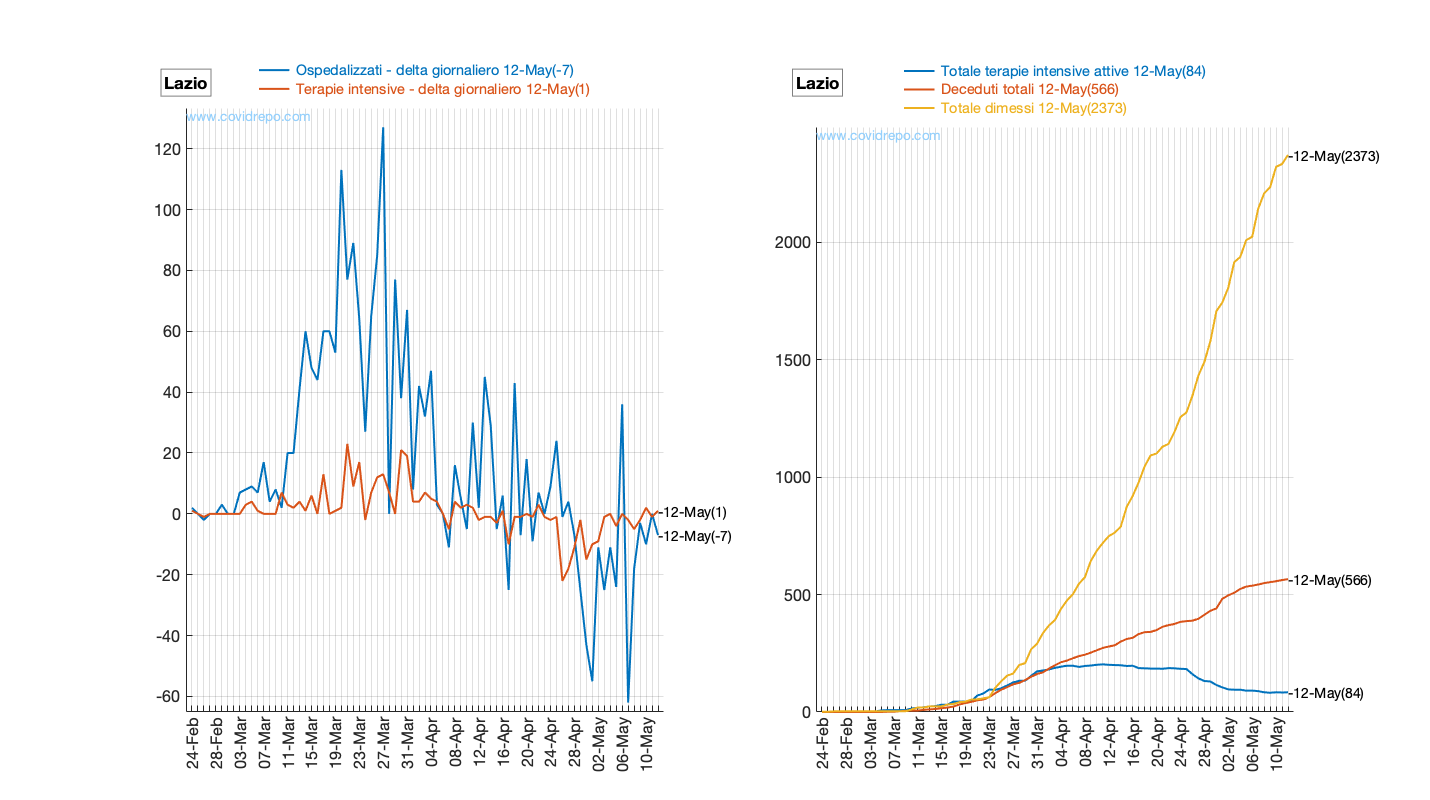 Lazio
Ospedalizzati - delta giornaliero 12-May(-7)
Terapie intensive - delta giornaliero 12-May(1)
www.covidrepo.com
120
100
80
60
40
20
0
-20
-40
-60
-12-May(1)
-12-May(-7)
24-Feb
28-Feb
03-Mar
07-Mar
11-Mar
15-Mar
19-Mar
23-Mar
27-Mar
31-Mar
04-Apr
08-Apr
12-Apr
16-Apr
20-Apr
24-Apr
28-Apr
02-May
06-May
10-May
Lazio
Totale terapie intensive attive 12-May(84)
Deceduti totali 12-May(566)
Totale dimessi 12-May(2373)
www.covidrepo.com
2000
1500
1000
500
0
-12-May(2373)
-12-May(566)
-12-May(84)
24-Feb
28-Feb
03-Mar
07-Mar
11-Mar
15-Mar
19-Mar
23-Mar
27-Mar
31-Mar
04-Apr
08-Apr
12-Apr
16-Apr
20-Apr
24-Apr
28-Apr
02-May
06-May
10-May